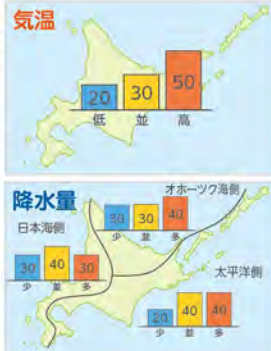 気温
20 30 50
低 並 高
降水量
オホーツク海側
30 30 40
少 並 多
日本海側
30 40 30
少 並 多
太平洋側
20 40 40
少 並 多